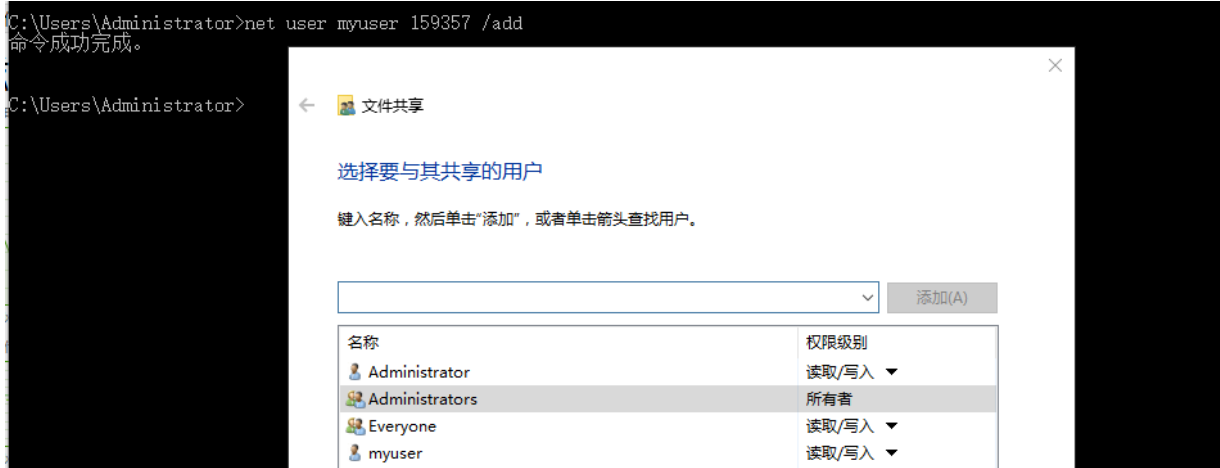 C:\Users\Administrator>net user myuser 159357 /add
命令成功完成。
C:\Users\Administrator>
文件共享
选择要与其共享的用户
键入名称，然后单击“添加”，或者单击箭头查找用户。
添加(A)
名称 权限级别
Administrator 读取/写入
Administrators 所有者
Everyone 读取/写入
myuser 读取/写入